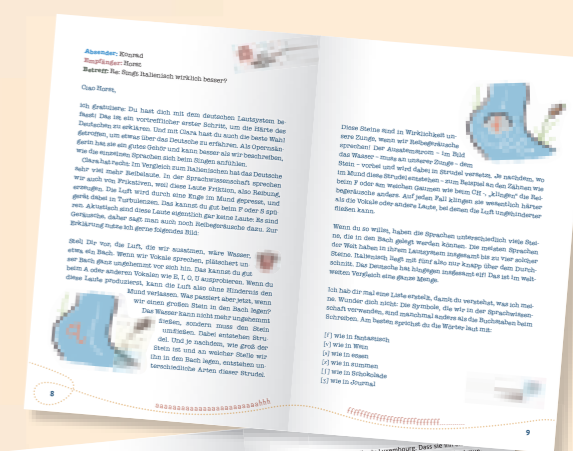 Absender: Konrad
Empfänger: Horst
Betreff: Re: Singt Italienisch wirklich besser?
Ciao Horst,
ich gratuliere: Du hast dich mit dem deutschen Lautsystem be-
fasst! Das ist ein vortrefflicher erster Schritt, um die Härte des
Deutschen zu erklären. Und mit Clara hast du auch die beste Wahl
getroffen, um etwas über das Deutsche zu erfahren. Als Opernsän-
gerin hat sie ein gutes Gehör und kann besser als wir beschreiben,
wie die einzelnen Sprachen sich beim Singen anfühlen.
Clara hat recht: Im Vergleich zum Italienischen hat das Deutsche
sehr viel mehr Reibelaute. In der Sprachwissenschaft sprechen
wir auch von Frikativen, weil diese Laute Friktion, also Reibung,
erzeugen. Die Luft wird durch eine Enge im Mund gepresst, und
gerät dabei in Turbulenzen. Das kannst du gut beim F oder S spü-
ren. Akustisch sind diese Laute eigentlich gar keine Laute: Es sind
Geräusche, daher sagt man auch noch Reibegeräusche dazu. Zur
Erklärung nutze ich gerne folgendes Bild:
Stell Dir vor, die Luft, die wir ausatmen, wäre Wasser,
etwa ein Bach. Wenn wir Vokale sprechen, plätschert un-
ser Bach ganz ungehemmt vor sich hin. Das kannst du gut
beim A oder anderen Vokalen wie E, I, O, U ausprobieren. Wenn du
diese Laute produzierst, kann die Luft also ohne Hindernis den
Mund verlassen. Was passiert aber jetzt, wenn
wir einen großen Stein in den Bach legen?
Das Wasser kann nicht mehr ungehemmt
fließen, sondern muss den Stein
umfließen. Dabei entstehen Stru-
del. Und je nachdem, wie groß der
Stein ist und an welcher Stelle wir
ihn in den Bach legen, entstehen un-
terschiedliche Arten dieser Strudel.
8
Diese Steine sind in Wirklichkeit un-
sere Zunge, wenn wir Reibegeräusche
sprechen! Der Aussatmstrom – im Bild
das Wasser – muss an unserer Zunge – dem
Stein – vorbei und wird dabei in Strudel versetzt. Je nachdem, wo
im Mund diese Strudel entstehen – zum Beispiel an den Zähnen wie
beim F oder am weichen Gaumen wie beim CH –, „klingen“ die Rei-
begeräusche anders. Auf jeden Fall klingen sie wesentlich härter
als die Vokale oder andere Laute, bei denen die Luft ungehinderter
fließen kann.
Wenn du so willst, haben die Sprachen unterschiedlich viele Stei-
ne, die in den Bach gelegt werden können. Die meisten Sprachen
der Welt haben in ihrem Lautsystem insgesamt bis zu vier solcher
Steine. Italienisch liegt mit fünf also nur knapp über dem Durch-
schnitt. Das Deutsche hat hingegen insgesamt elf! Das ist im welt-
weiten Vergleich eine ganze Menge.
Ich hab dir mal eine Liste erstellt, damit du verstehst, was ich mei-
ne. Wunder dich nicht: Die Symbole, die wir in der Sprachwissen-
schaft verwenden, sind manchmal anders als die Buchstaben beim
Schreiben. Am besten sprichst du die Wörter laut mit:
[f] wie in fantastisch
[v] wie in Wein
[s] wie in essen
[z] wie in summen
[ʃ] wie in Schokolade
[ʒ] wie in Journal
9
Luxembourg. Dass sie